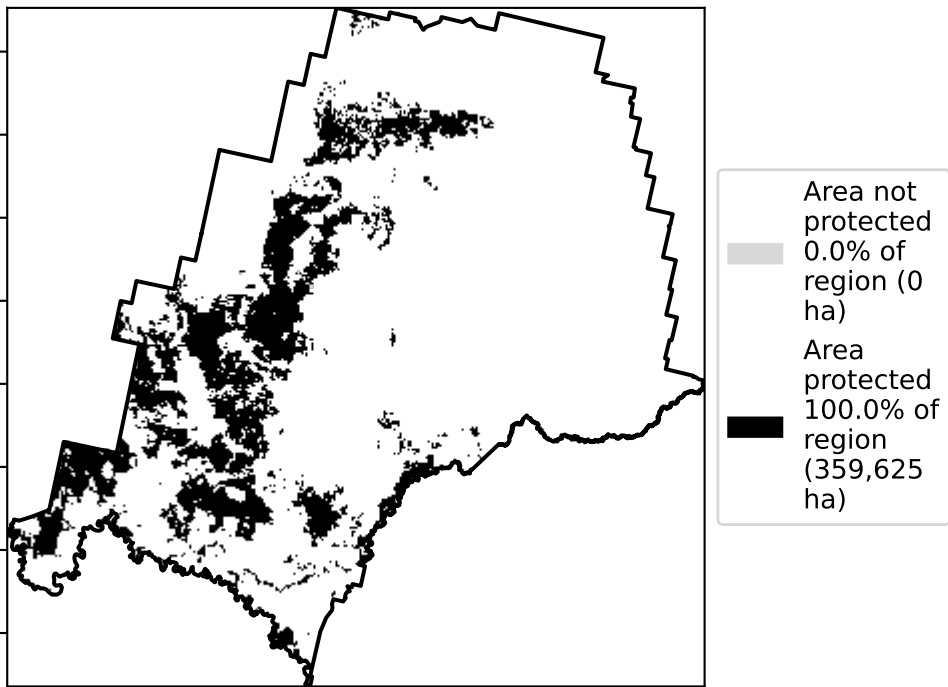 Area not
protected
0.0% of
region (0
ha)
Area
protected
100.0% of
region
(359,625
ha)